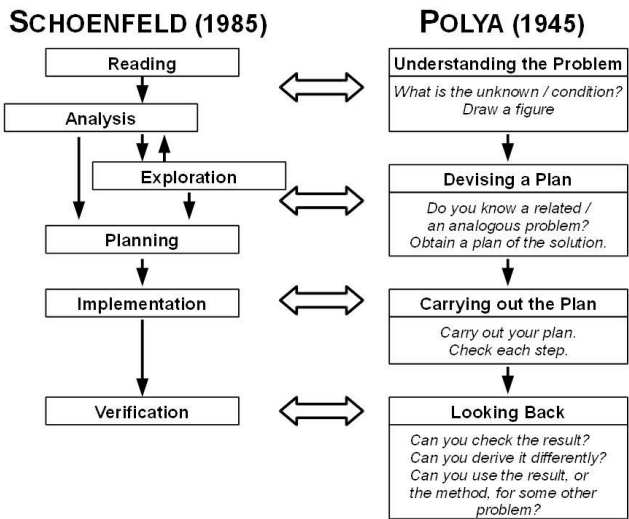 SCHOENFELD (1985)
Reading
Analysis
Exploration
Planning
Implementation
Verification
POLYA (1945)
Understanding the Problem
What is the unknown / condition?
Draw a figure
Devising a Plan
Do you know a related /
an analogous problem?
Obtain a plan of the solution.
Carrying out the Plan
Carry out your plan.
Check each step.
Looking Back
Can you check the result?
Can you derive it differently?
Can you use the result, or
the method, for some other
problem?